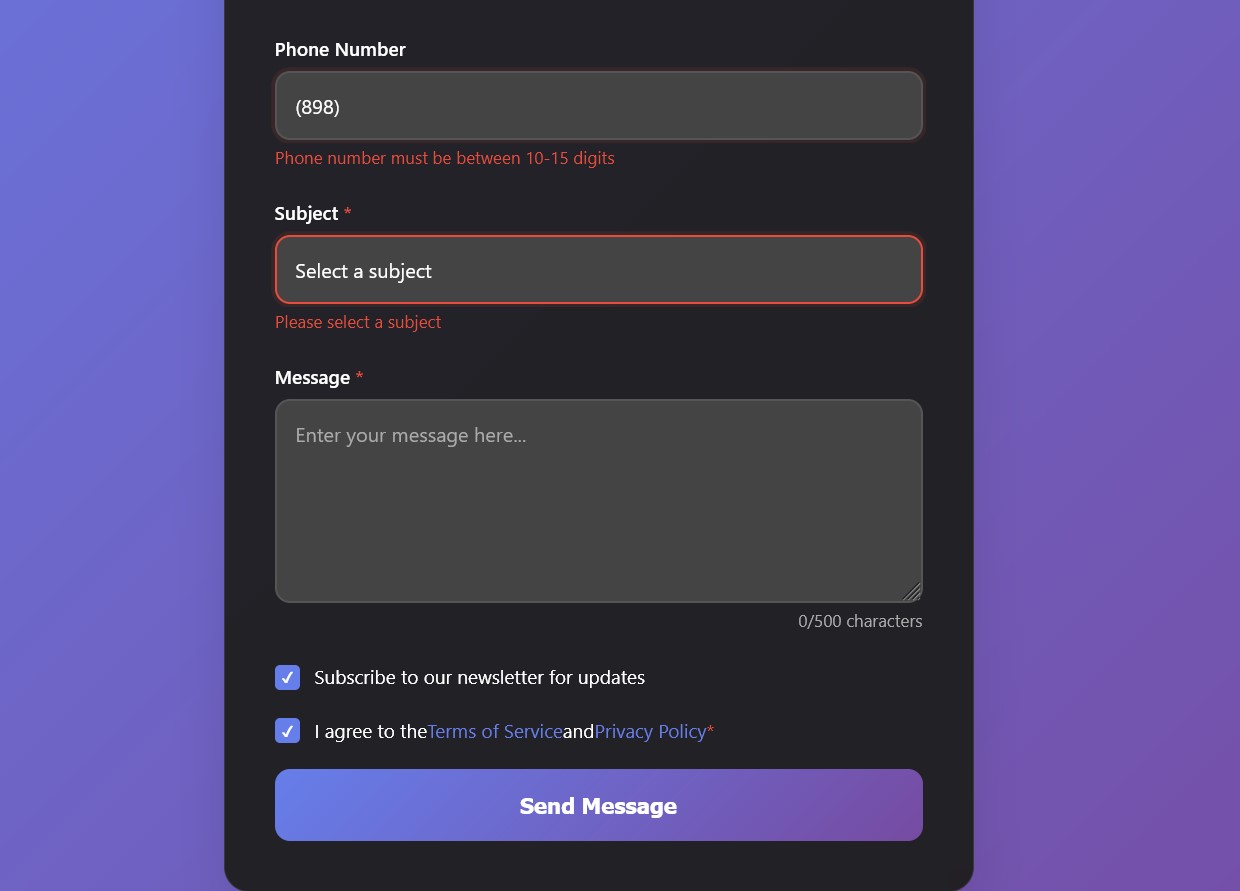 Phone Number
(898)
Phone number must be between 10-15 digits
Subject *
Select a subject
Please select a subject
Message *
Enter your message here...
0/500 characters
Subscribe to our newsletter for updates
I agree to theTerms of ServiceandPrivacy Policy*
Send Message